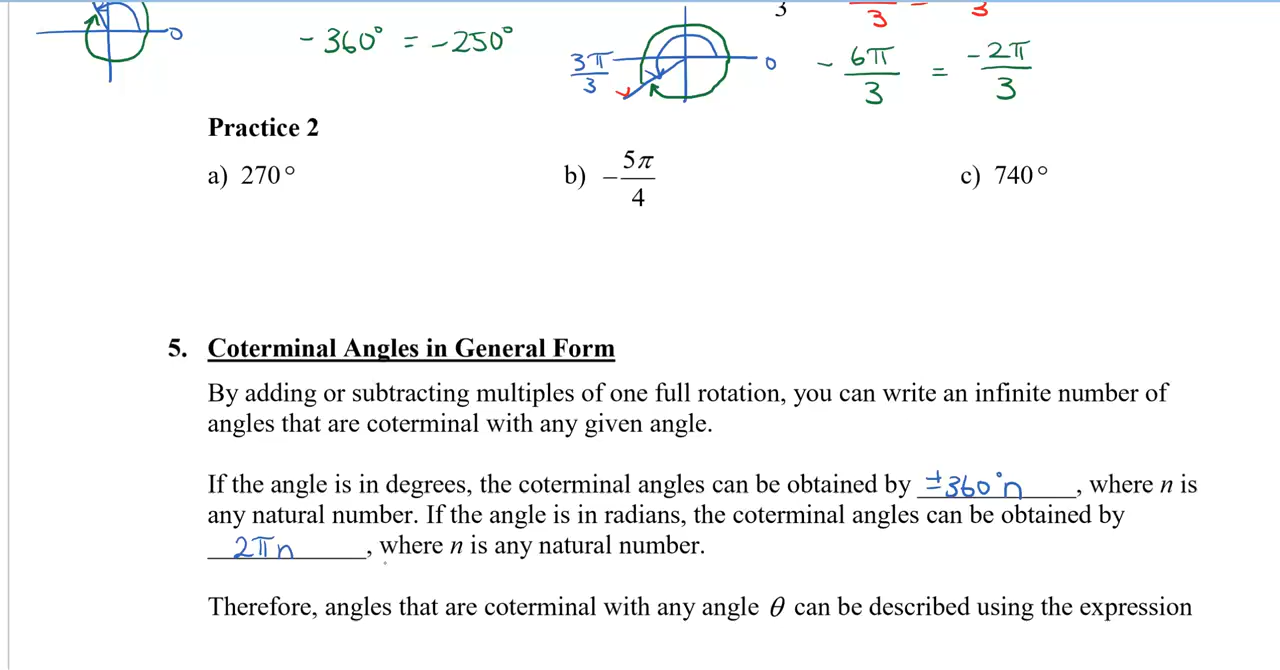 3
3
3
0
- 360° = -250°
3π/3
0
- 6π/3 = -2π/3
Practice 2
a) 270°
b) -5π/4
c) 740°
5. Coterminal Angles in General Form
By adding or subtracting multiples of one full rotation, you can write an infinite number of
angles that are coterminal with any given angle.
If the angle is in degrees, the coterminal angles can be obtained by ±360°n, where n is
any natural number. If the angle is in radians, the coterminal angles can be obtained by
2πn, where n is any natural number.
Therefore, angles that are coterminal with any angle θ can be described using the expression